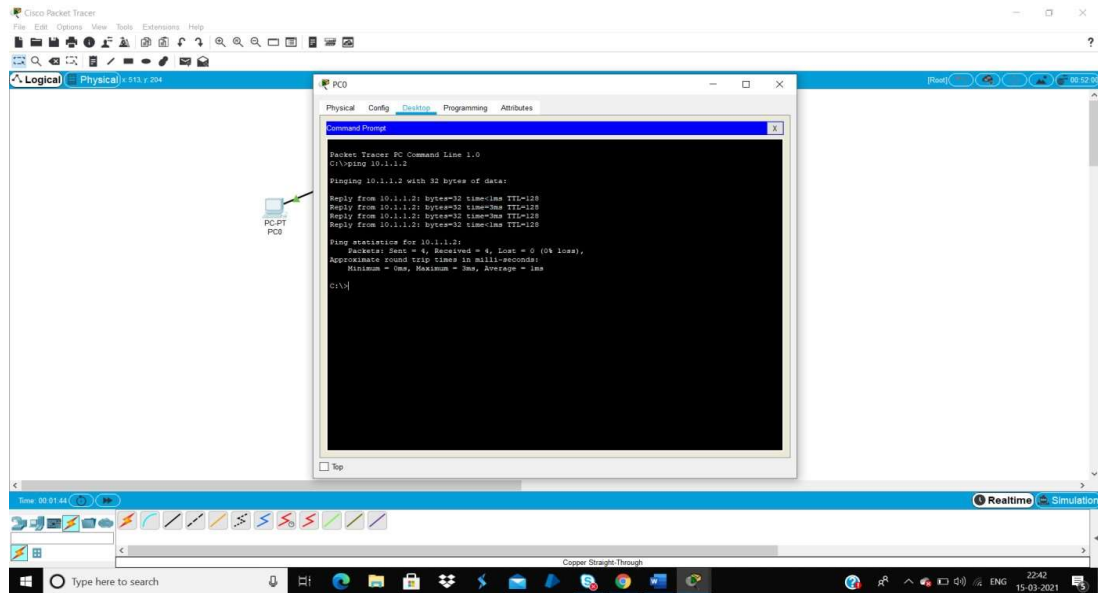 Cisco Packet Tracer
File Edit Options View Tools Extensions Help
?
Logical Physical x: 513, y: 204
[Root] 00:52:00
PC0
Physical Config Desktop Programming Attributes
Command Prompt
X
Packet Tracer PC Command Line 1.0
C:\>ping 10.1.1.2
Pinging 10.1.1.2 with 32 bytes of data:
Reply from 10.1.1.2: bytes=32 time<1ms TTL=128
Reply from 10.1.1.2: bytes=32 time=3ms TTL=128
Reply from 10.1.1.2: bytes=32 time=3ms TTL=128
Reply from 10.1.1.2: bytes=32 time<1ms TTL=128
Ping statistics for 10.1.1.2:
Packets: Sent = 4, Received = 4, Lost = 0 (0% loss),
Approximate round trip times in milli-seconds:
Minimum = 0ms, Maximum = 3ms, Average = 1ms
C:\>
PC-PT
PC0
Top
Time: 00:01:44
Realtime Simulation
Copper Straight-Through
Type here to search
ENG
22:42
15-03-2021
5